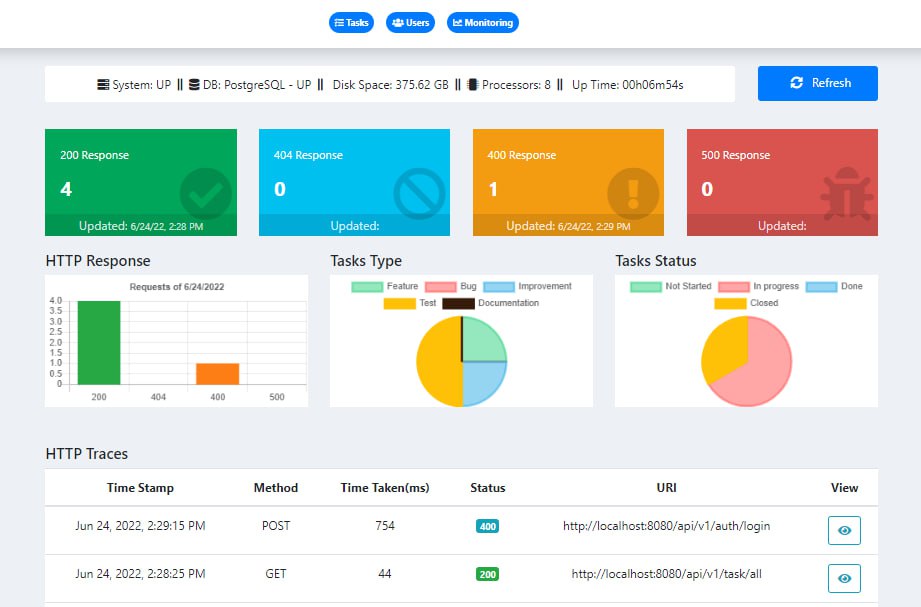 Tasks Users Monitoring
System: UP || DB: PostgreSQL - UP || Disk Space: 375.62 GB || Processors: 8 || Up Time: 00h06m54s
Refresh
200 Response
4
Updated: 6/24/22, 2:28 PM
404 Response
0
Updated:
400 Response
1
Updated: 6/24/22, 2:29 PM
500 Response
0
Updated:
HTTP Response
Requests of 6/24/2022
4.0
3.5
3.0
2.5
2.0
1.5
1.0
0.5
0
200 404 400 500
Tasks Type
Feature Bug Improvement
Test Documentation
Tasks Status
Not Started In progress Done
Closed
HTTP Traces
Time Stamp Method Time Taken(ms) Status URI View
Jun 24, 2022, 2:29:15 PM POST 754 400 http://localhost:8080/api/v1/auth/login
Jun 24, 2022, 2:28:25 PM GET 44 200 http://localhost:8080/api/v1/task/all